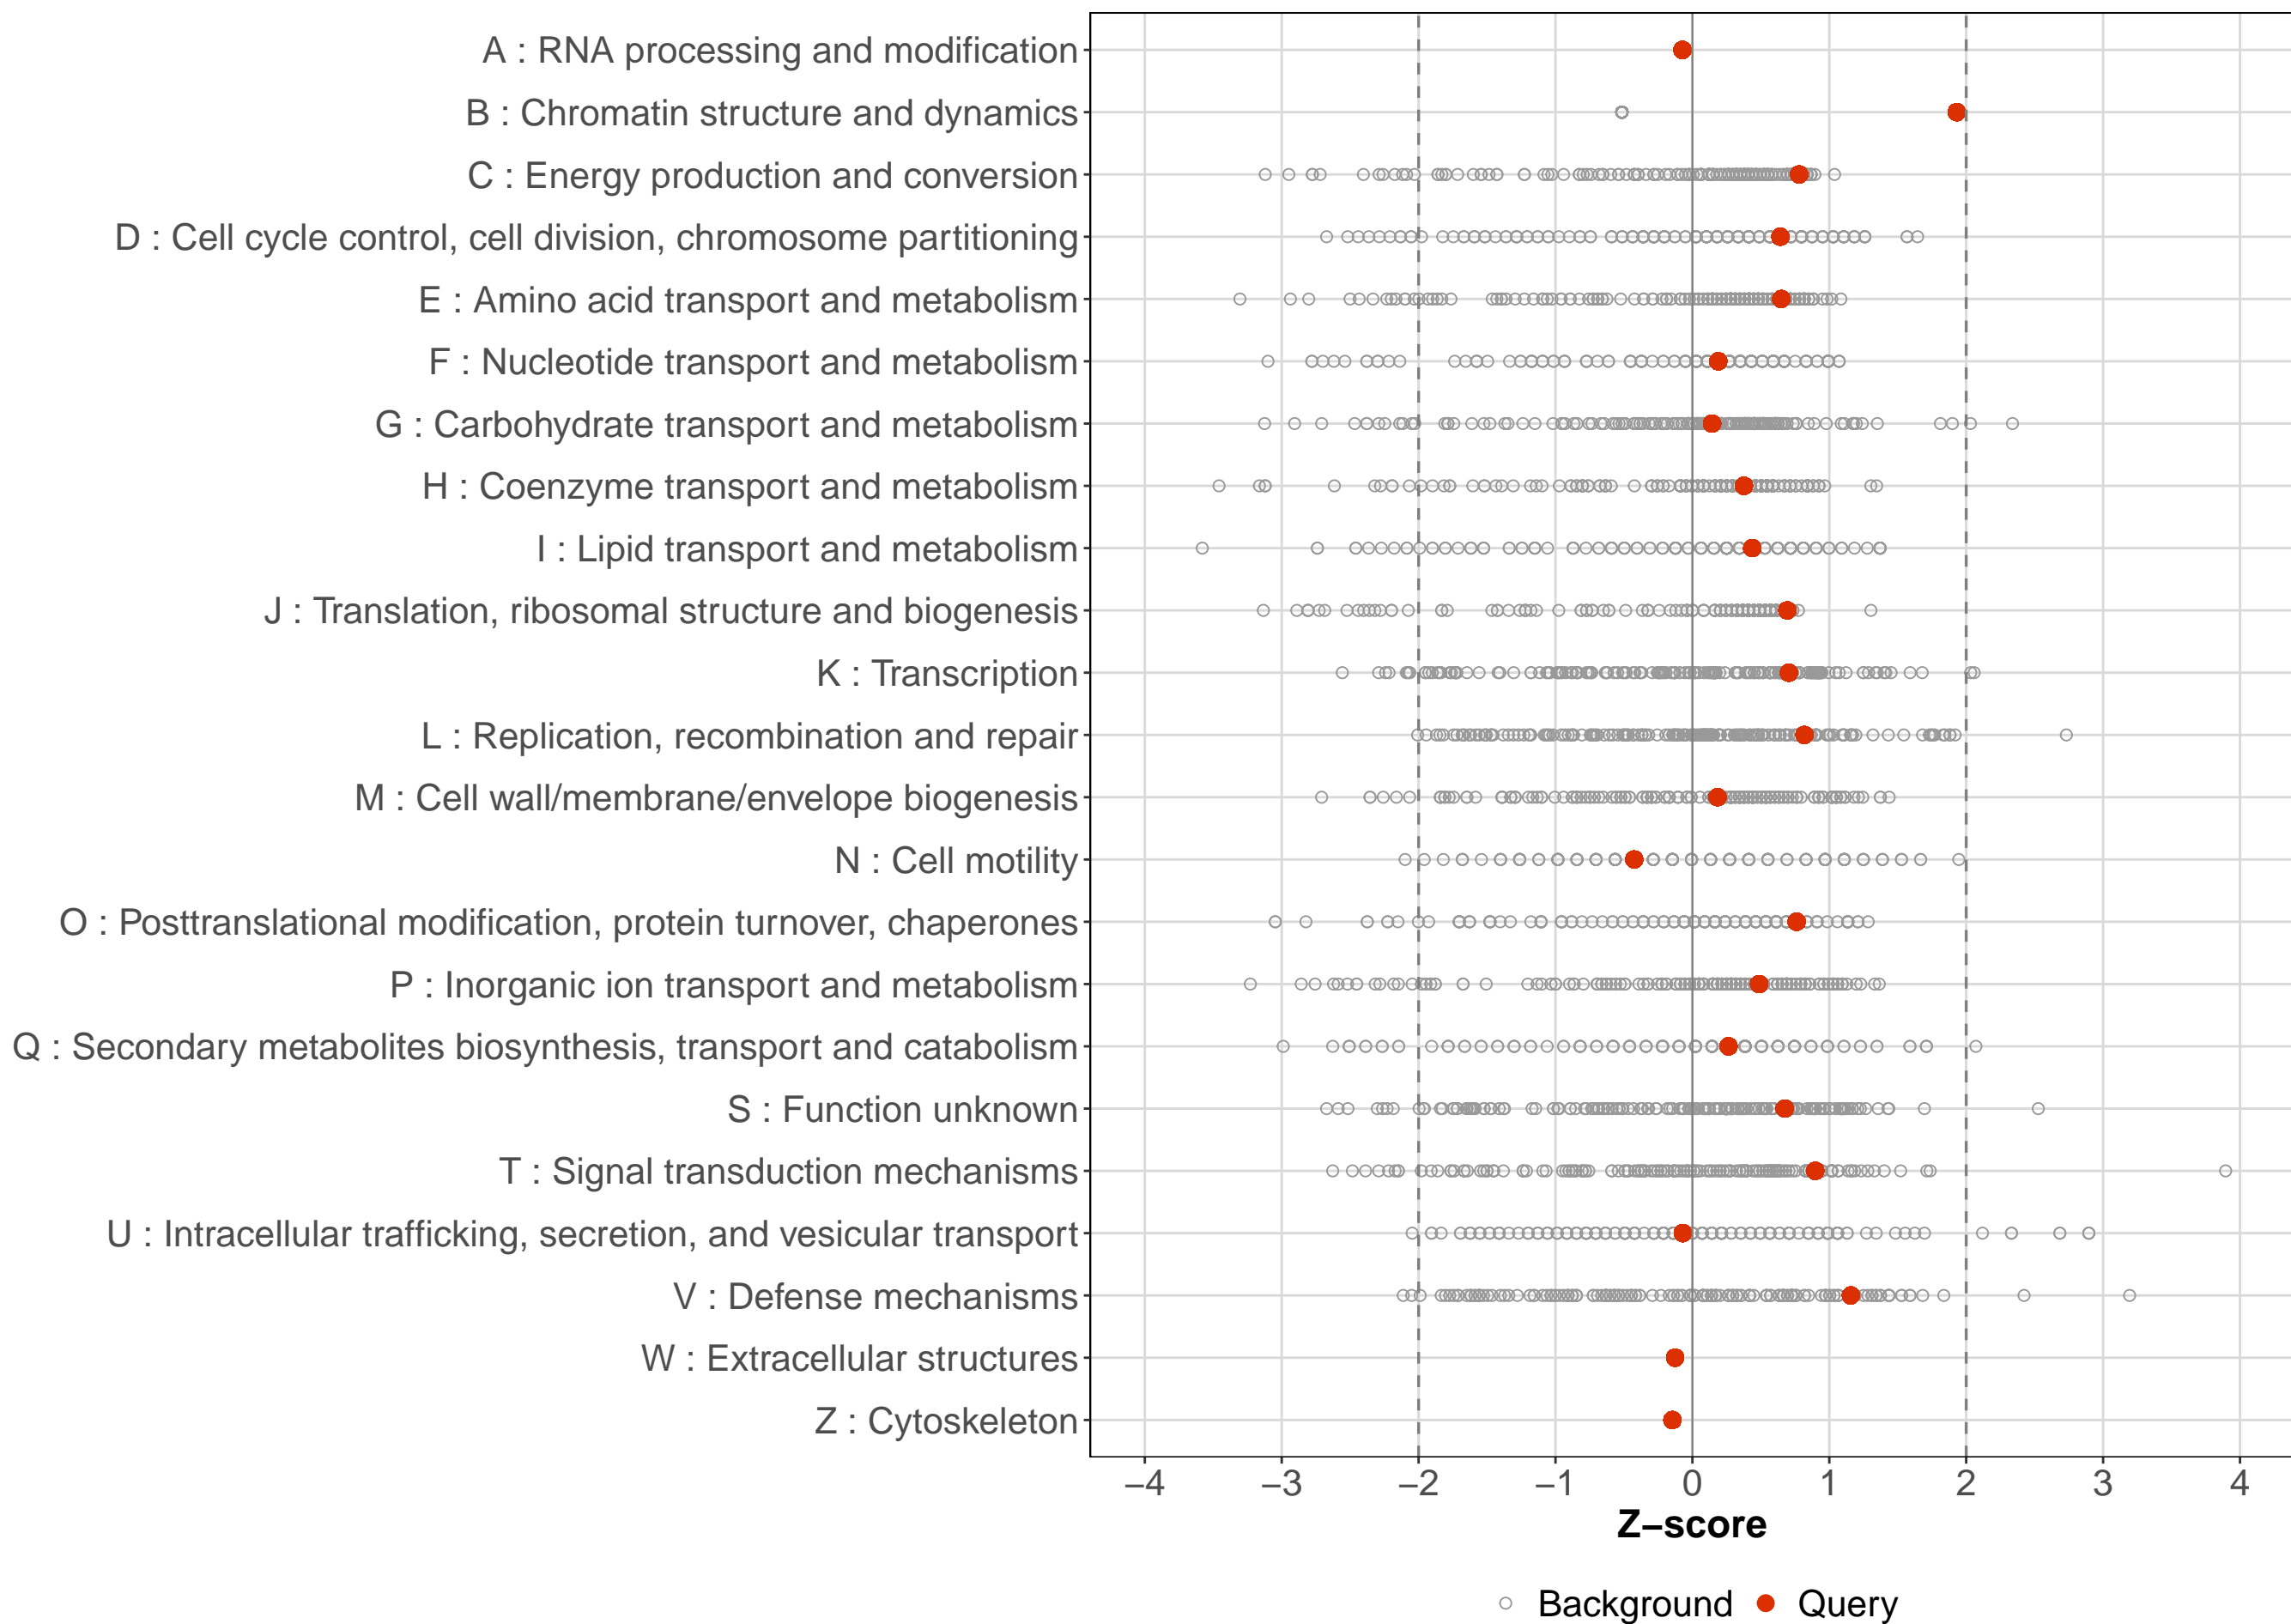 A : RNA processing and modification
B : Chromatin structure and dynamics
C : Energy production and conversion
D : Cell cycle control, cell division, chromosome partitioning
E : Amino acid transport and metabolism
F : Nucleotide transport and metabolism
G : Carbohydrate transport and metabolism
H : Coenzyme transport and metabolism
I : Lipid transport and metabolism
J : Translation, ribosomal structure and biogenesis
K : Transcription
L : Replication, recombination and repair
M : Cell wall/membrane/envelope biogenesis
N : Cell motility
O : Posttranslational modification, protein turnover, chaperones
P : Inorganic ion transport and metabolism
Q : Secondary metabolites biosynthesis, transport and catabolism
S : Function unknown
T : Signal transduction mechanisms
U : Intracellular trafficking, secretion, and vesicular transport
V : Defense mechanisms
W : Extracellular structures
Z : Cytoskeleton
−4 −3 −2 −1 0 1 2 3 4
Z−score
Background Query